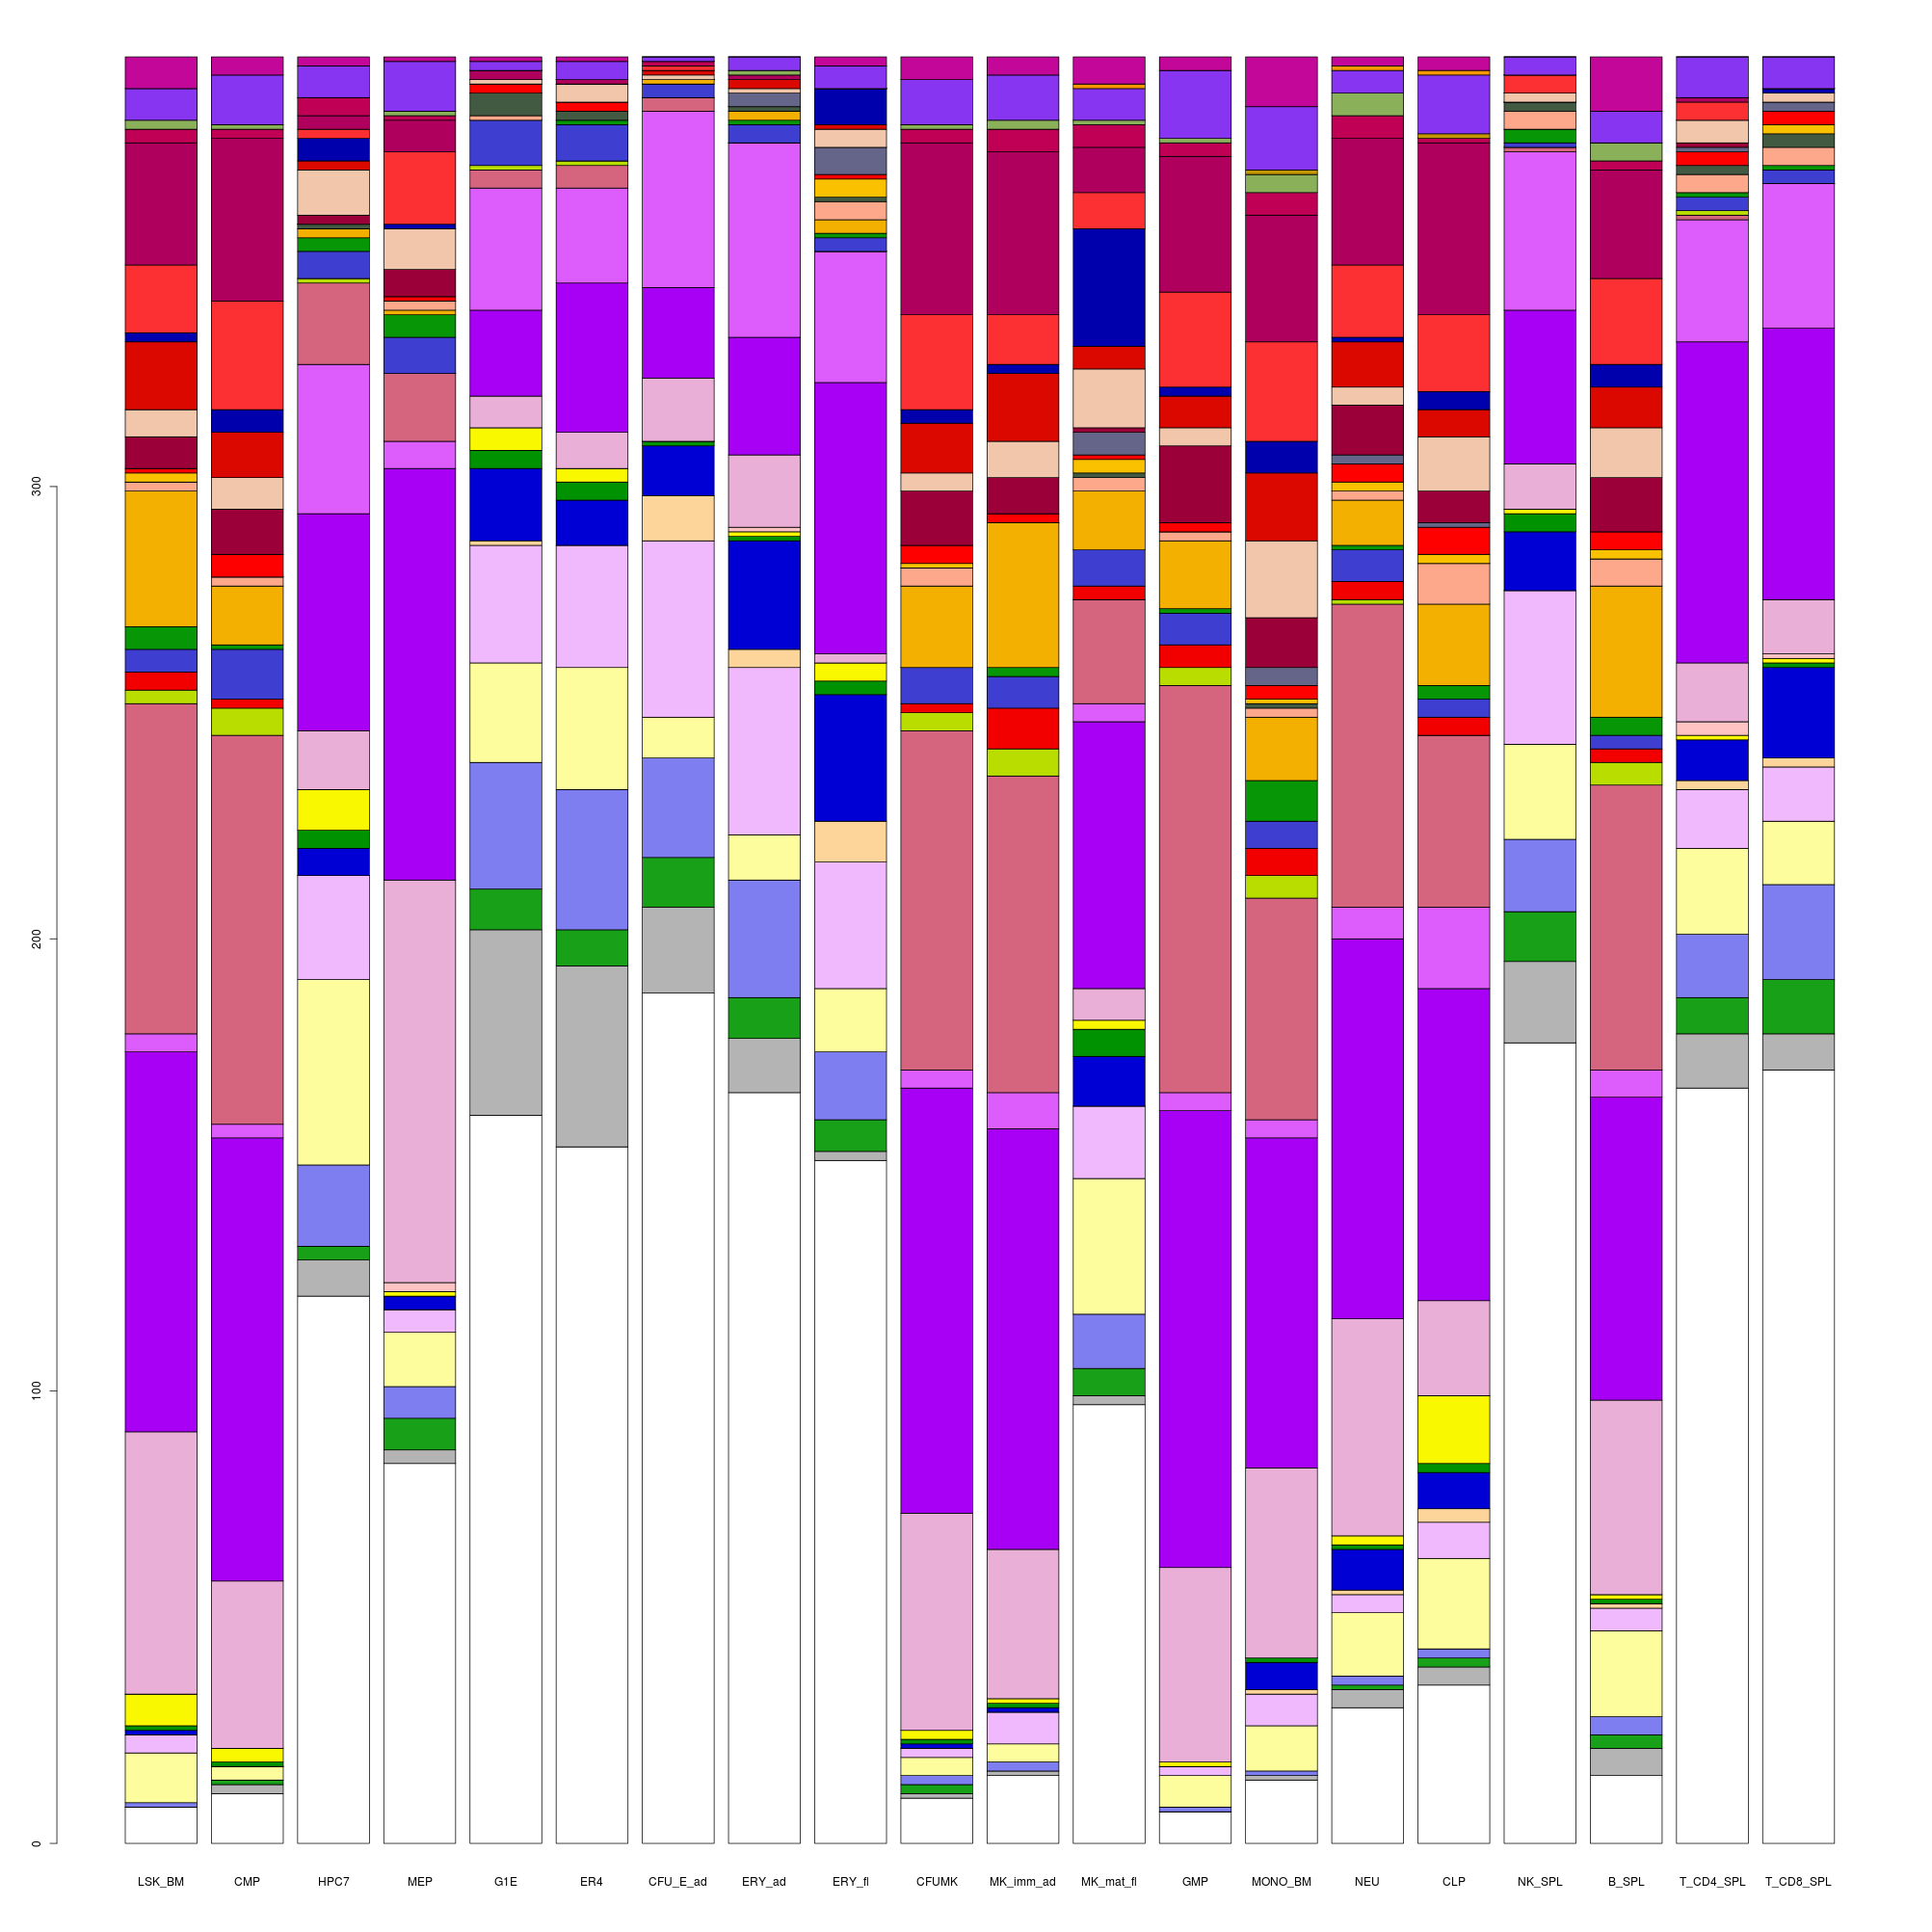 300
200
100
0
LSK_BM CMP HPC7 MEP G1E ER4 CFU_E_ad ERY_ad ERY_fl CFUMK MK_imm_ad MK_mat_fl GMP MONO_BM NEU CLP NK_SPL B_SPL T_CD4_SPL T_CD8_SPL